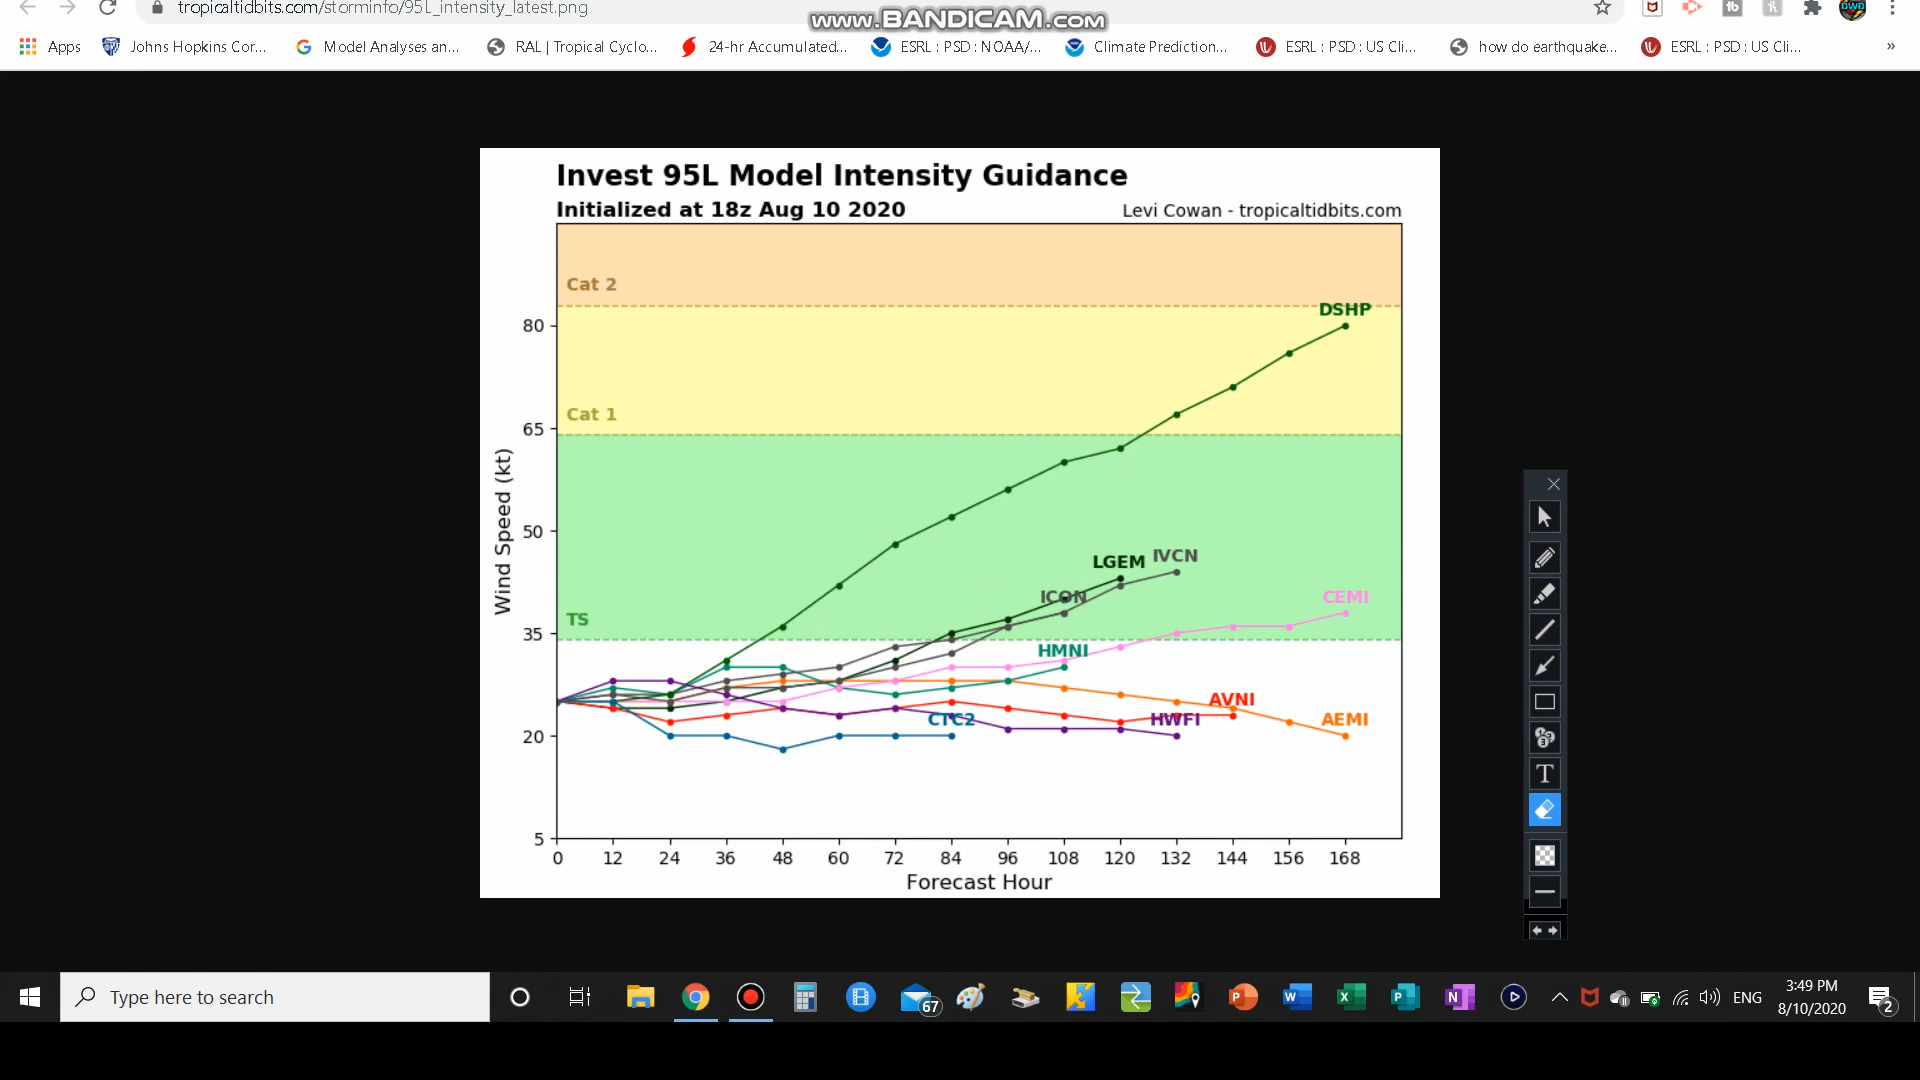 tropicaltidbits.com/storminfo/95L_intensity_latest.png
www.BANDICAM.com
Apps
Johns Hopkins Cor...
Model Analyses an...
RAL | Tropical Cyclo...
24-hr Accumulated...
ESRL : PSD : NOAA/...
Climate Prediction...
ESRL : PSD : US Cli...
how do earthquake...
ESRL : PSD : US Cli...
»
Invest 95L Model Intensity Guidance
Initialized at 18z Aug 10 2020
Levi Cowan - tropicaltidbits.com
Cat 2
DSHP
80
Cat 1
65
Wind Speed (kt)
50
LGEM
IVCN
ICON
CEMI
TS
35
HMNI
AVNI
CTC2
HWFI
AEMI
20
5
0 12 24 36 48 60 72 84 96 108 120 132 144 156 168
Forecast Hour
T
Type here to search
67
ENG
3:49 PM
8/10/2020
2